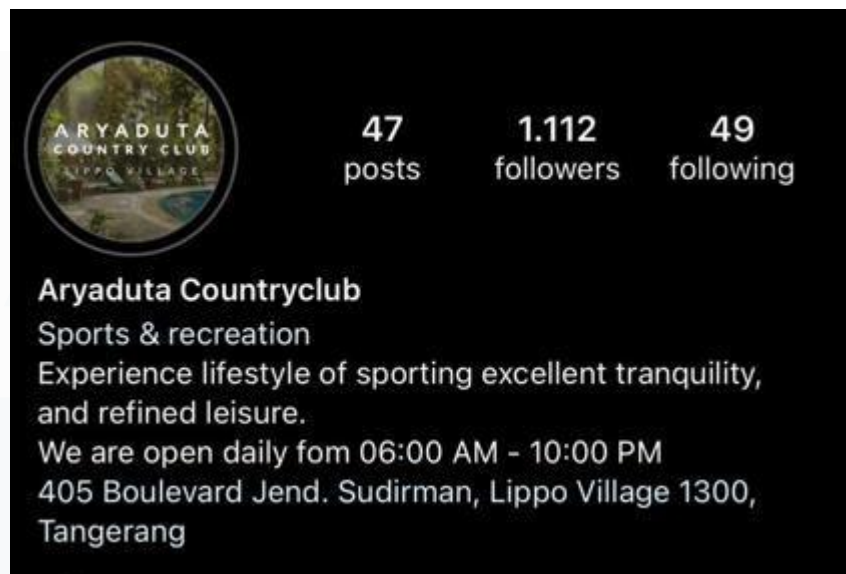 ARYADUTA
COUNTRY CLUB
LIPPO VILLAGE
47
posts
1.112
followers
49
following
Aryaduta Countryclub
Sports & recreation
Experience lifestyle of sporting excellent tranquility,
and refined leisure.
We are open daily fom 06:00 AM - 10:00 PM
405 Boulevard Jend. Sudirman, Lippo Village 1300,
Tangerang